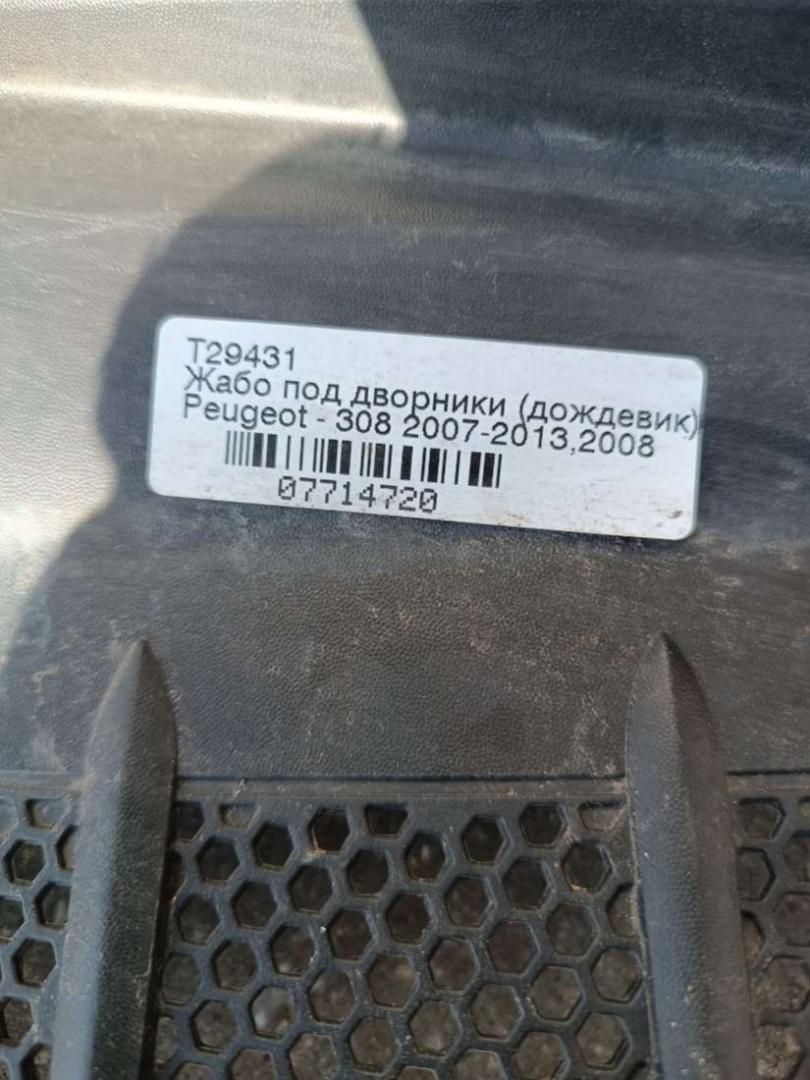 T29431
Жабо под дворники (дождевик)
Peugeot - 308 2007-2013,2008
07714720